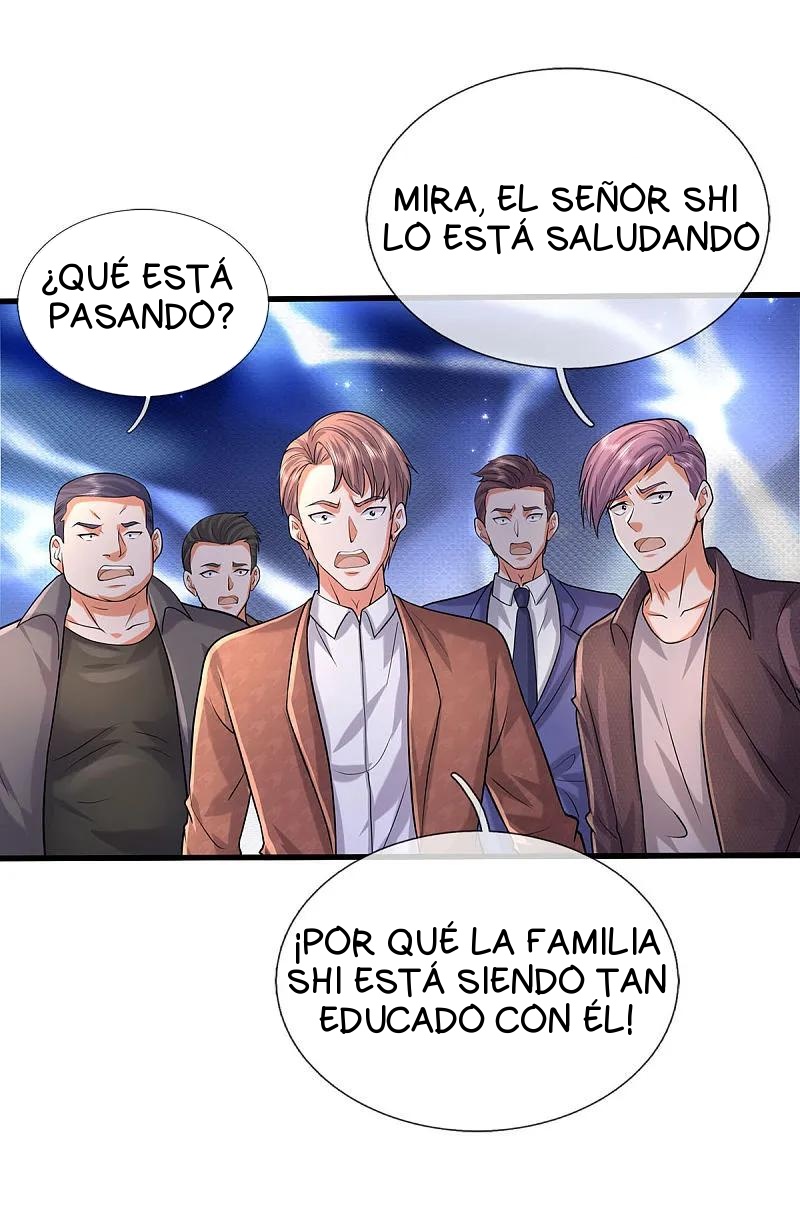 ¿QUÉ ESTÁ
PASANDO?
MIRA, EL SEÑOR SHI
LO ESTÁ SALUDANDO
¡POR QUÉ LA FAMILIA
SHI ESTÁ SIENDO TAN
EDUCADO CON ÉL!